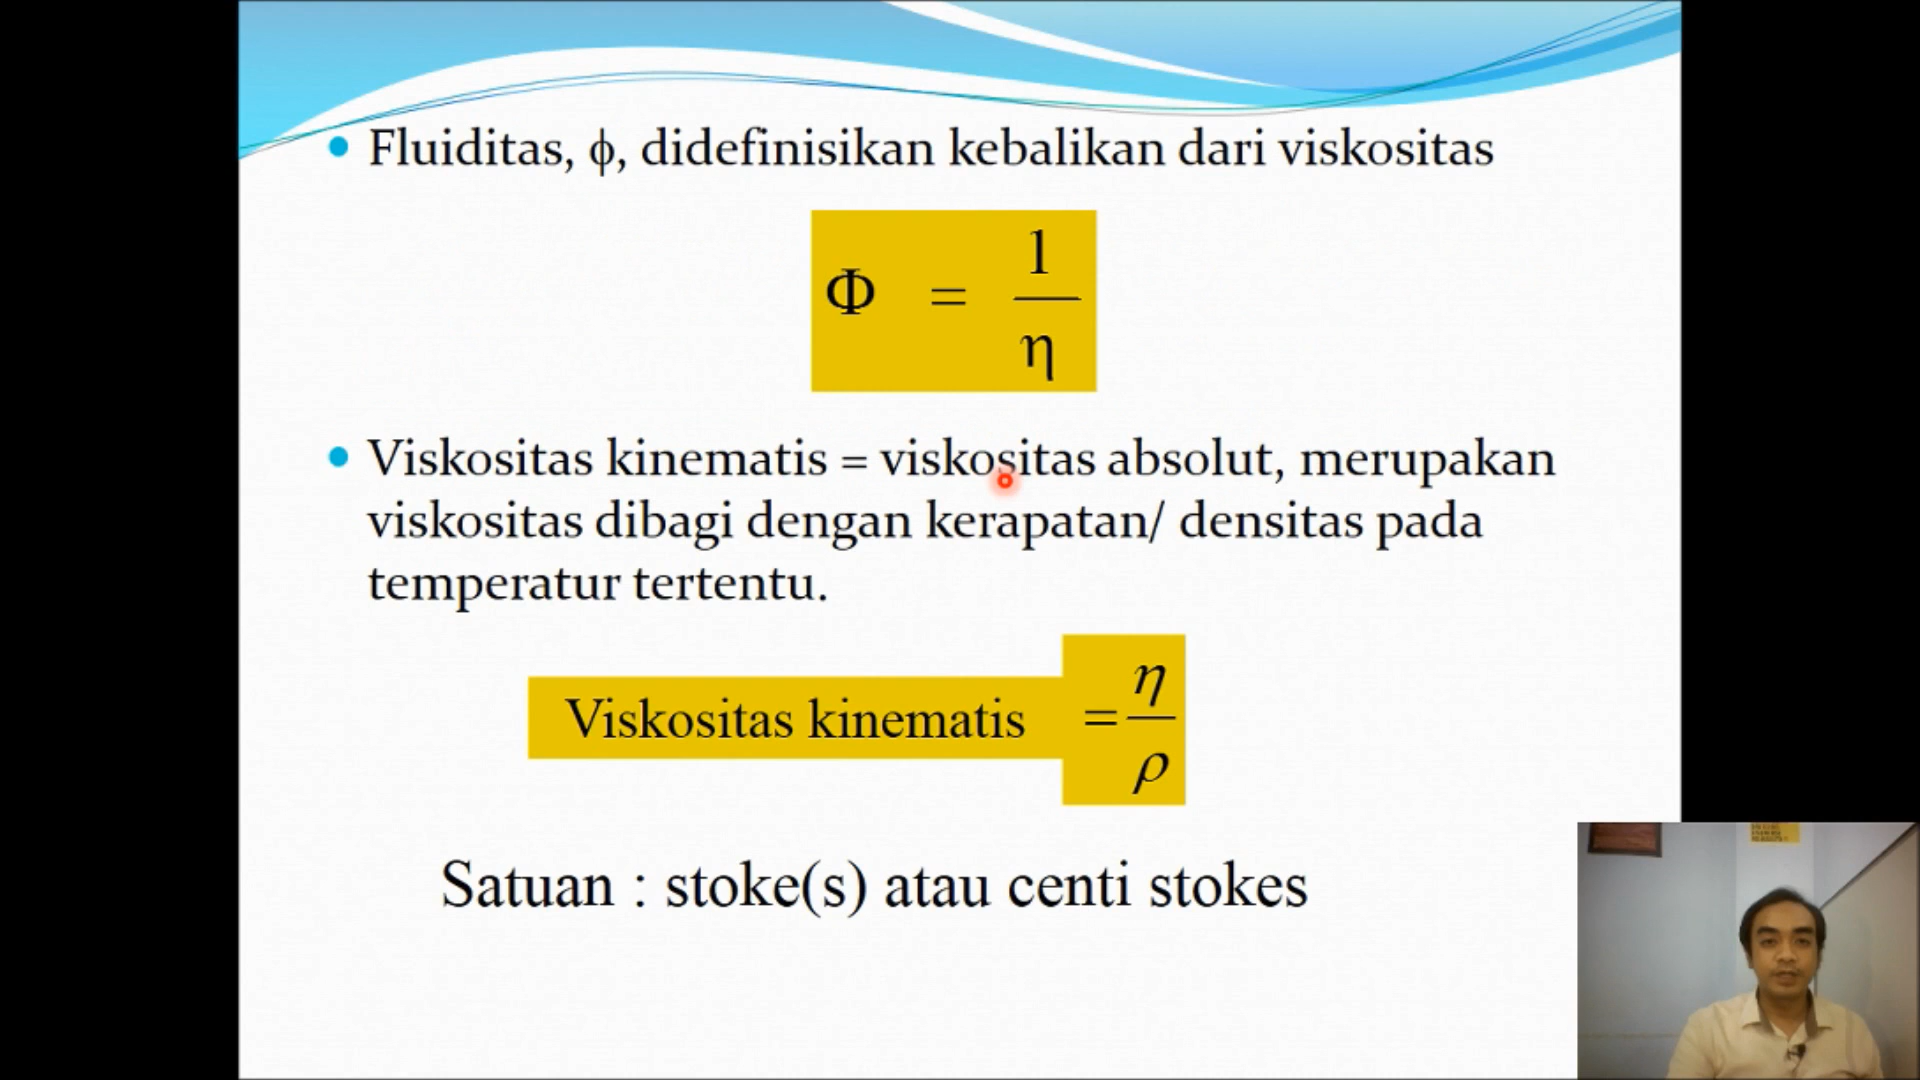 Fluiditas, ϕ, didefinisikan kebalikan dari viskositas
Φ = 1/η
Viskositas kinematis = viskositas absolut, merupakan
viskositas dibagi dengan kerapatan/ densitas pada
temperatur tertentu.
Viskositas kinematis = η/ρ
Satuan : stoke(s) atau centi stokes